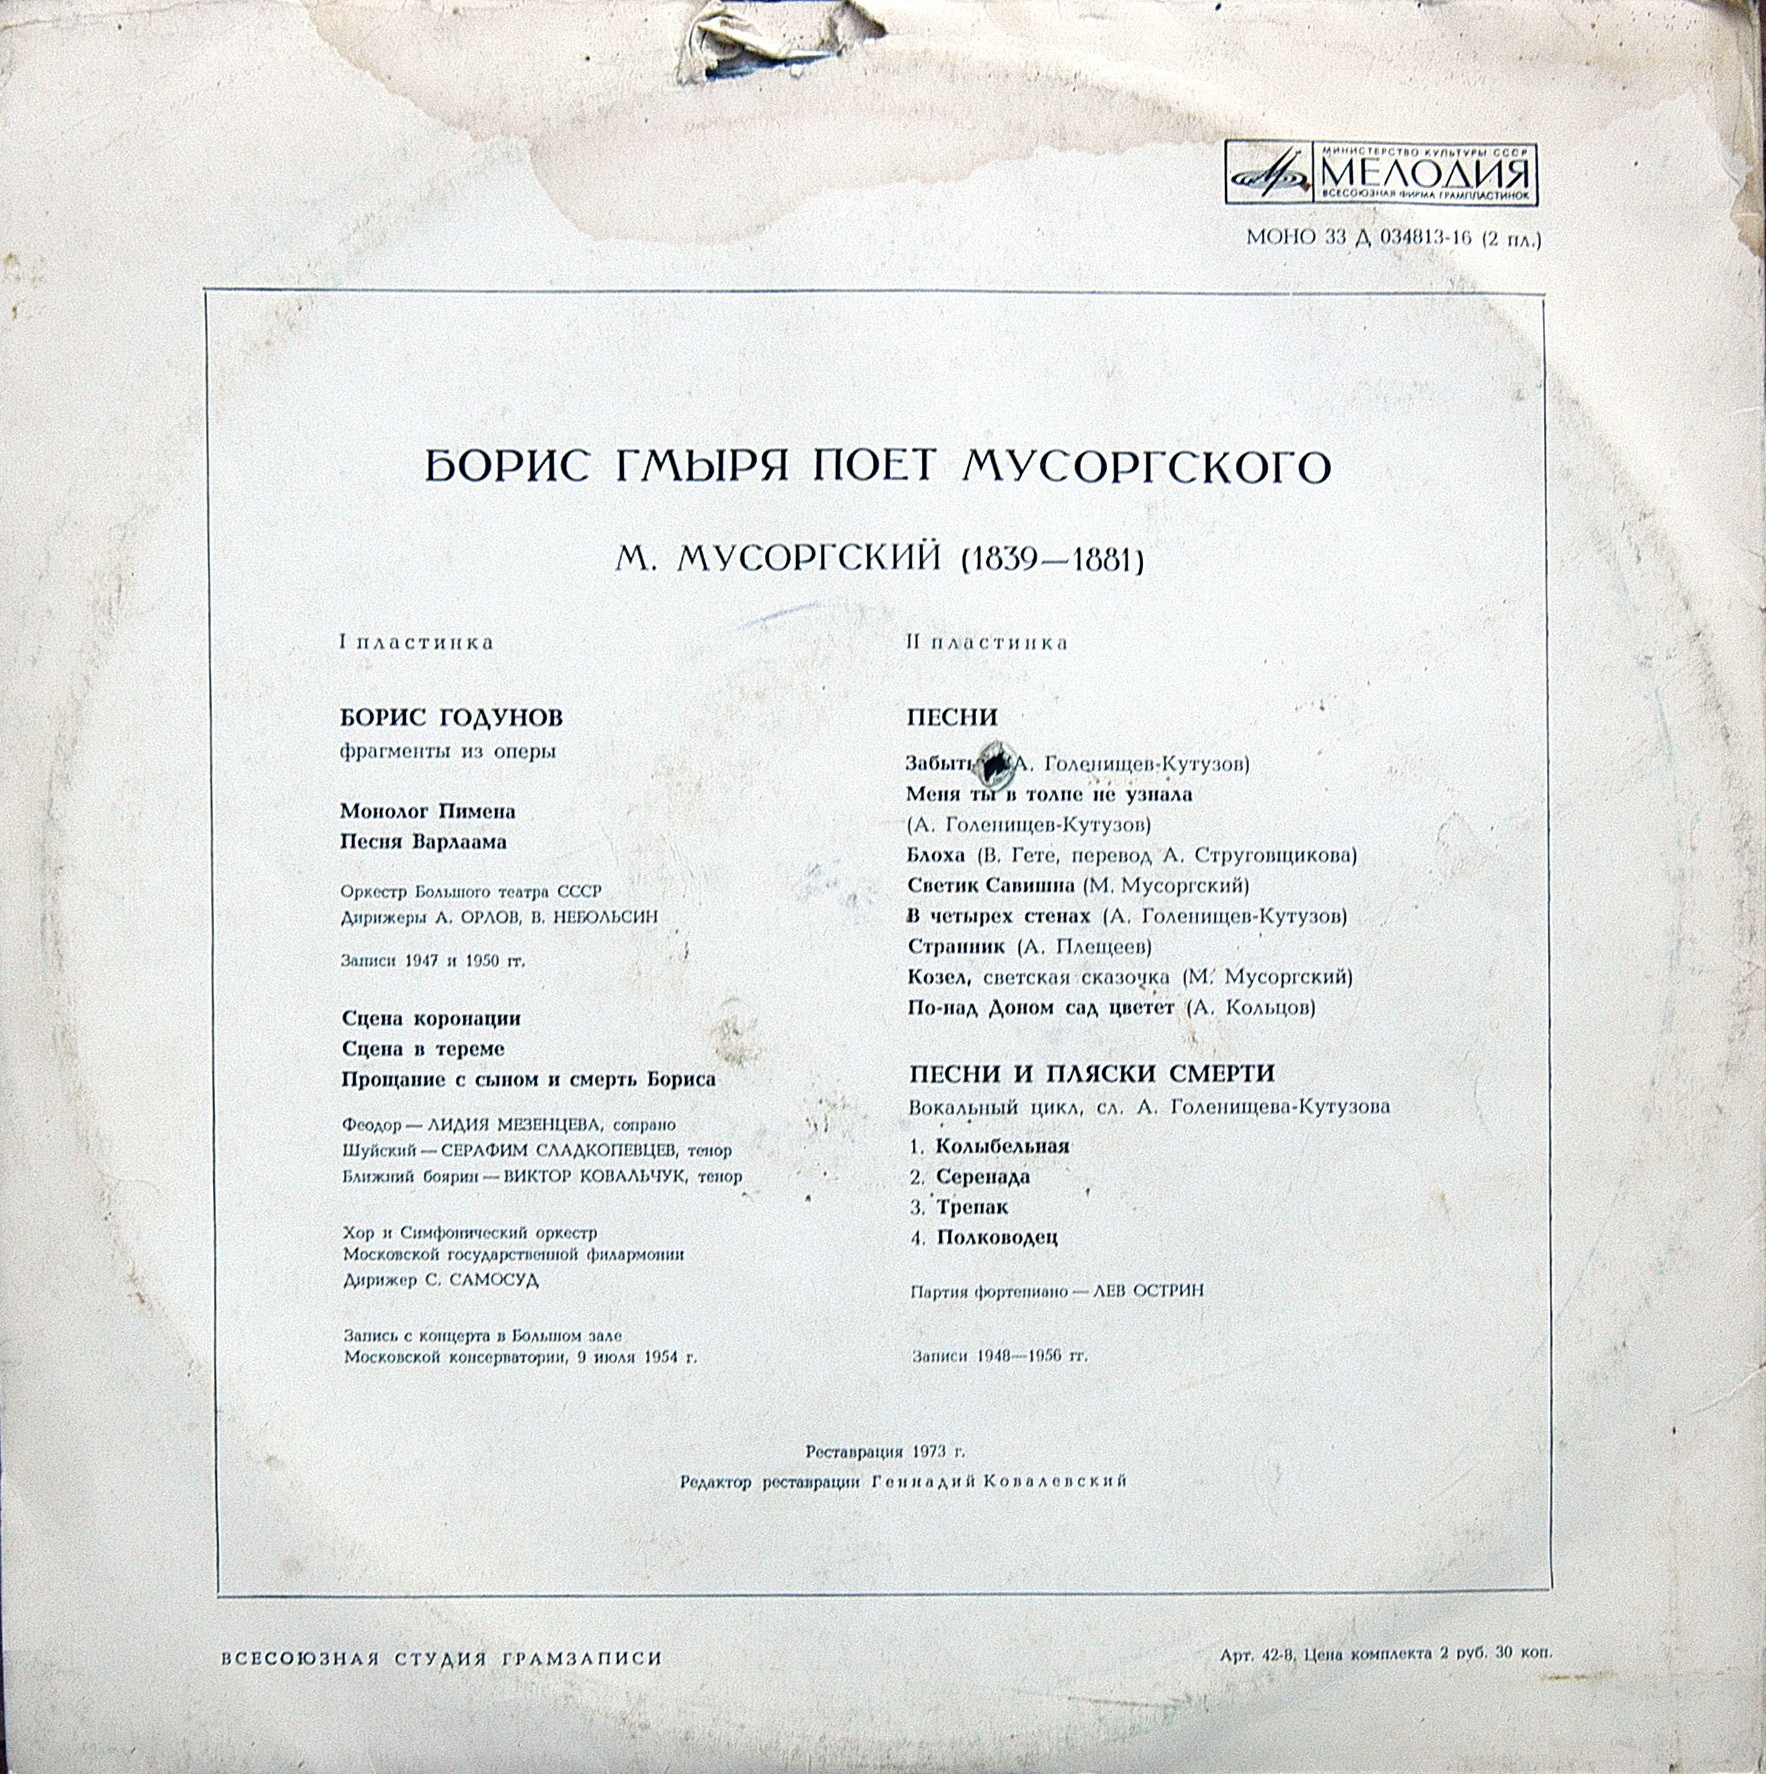 МИНИСТЕРСТВО КУЛЬТУРЫ СССР
МЕЛОДИЯ
ВСЕСОЮЗНАЯ ФИРМА ГРАМПЛАСТИНОК
МОНО 33 Д 034813-16 (2 пл.)
БОРИС ГМЫРЯ ПОЕТ МУСОРГСКОГО
М. МУСОРГСКИЙ (1839—1881)
I пластинка
БОРИС ГОДУНОВ
фрагменты из оперы
Монолог Пимена
Песня Варлаама
Оркестр Большого театра СССР
Дирижеры А. ОРЛОВ, В. НЕБОЛЬСИН
Записи 1947 и 1950 гг.
Сцена коронации
Сцена в тереме
Прощание с сыном и смерть Бориса
Феодор — ЛИДИЯ МЕЗЕНЦЕВА, сопрано
Шуйский — СЕРАФИМ СЛАДКОПЕВЦЕВ, тенор
Ближний боярин — ВИКТОР КОВАЛЬЧУК, тенор
Хор и Симфонический оркестр
Московской государственной филармонии
Дирижер С. САМОСУД
Запись с концерта в Большом зале
Московской консерватории, 9 июля 1954 г.
II пластинка
ПЕСНИ
(А. Голенищев-Кутузов)
Меня ты в толпе не узнала
(А. Голенищев-Кутузов)
Блоха (В. Гете, перевод А. Струговщикова)
Светик Савишна (М. Мусоргский)
В четырех стенах (А. Голенищев-Кутузов)
Странник (А. Плещеев)
Козел, светская сказочка (М. Мусоргский)
По-над Доном сад цветет (А. Кольцов)
ПЕСНИ И ПЛЯСКИ СМЕРТИ
Вокальный цикл, сл. А. Голенищева-Кутузова
1. Колыбельная
2. Серенада
3. Трепак
4. Полководец
Партия фортепиано — ЛЕВ ОСТРИН
Записи 1948—1956 гг.
Реставрация 1973 г.
Редактор реставрации Геннадий Ковалевский
ВСЕСОЮЗНАЯ СТУДИЯ ГРАМЗАПИСИ
Арт. 42-8. Цена комплекта 2 руб. 30 коп.